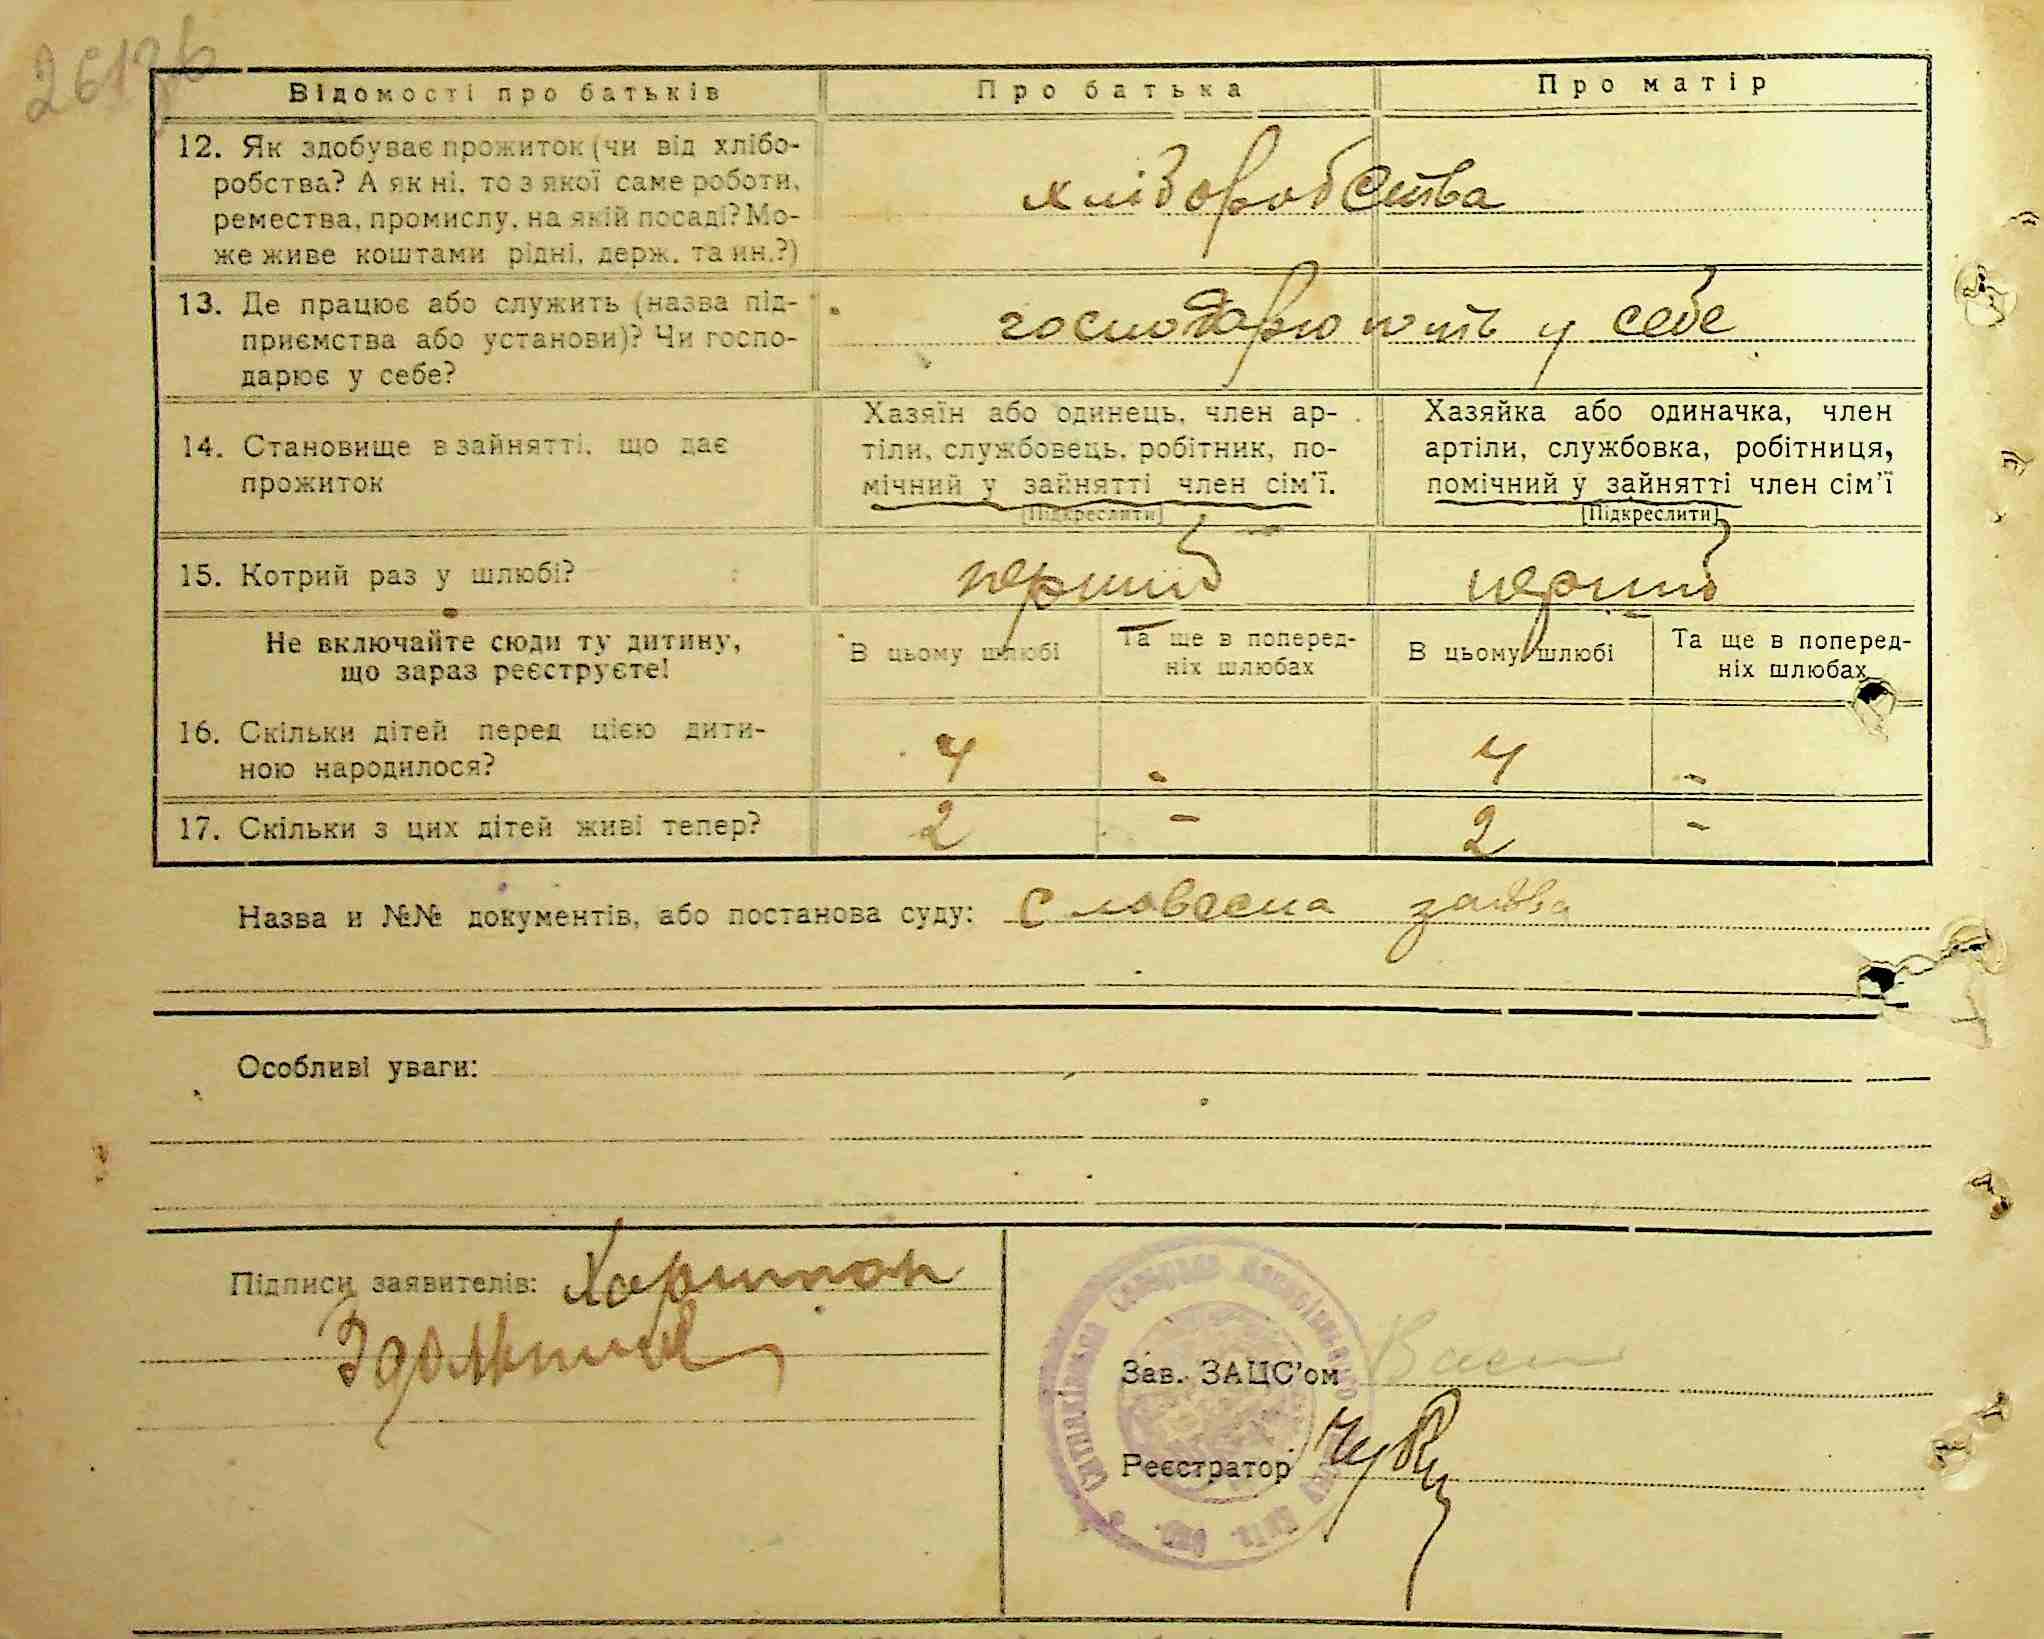 Відомості про батьків
Про батька
Про матір
12. Як здобуває прожиток (чи від хлібо-
робства? А як ні, то з якої саме роботи,
ремества, промислу, на якій посаді? Мо-
же живе коштами рідні, держ. та ин.?)
хліборобства
13. Де працює або служить (назва під-
приємства або установи)? Чи госпо-
дарює у себе?
господарюють у себе
14. Становище в зайнятті, що дає
прожиток
Хазяїн або одинець, член ар-
тіли, службовець, робітник, по-
мічний у зайнятті член сім'ї.
[Підкреслити]
Хазяйка або одиначка, член
артіли, службовка, робітниця,
помічний у зайнятті член сім'ї
[Підкреслити]
15. Котрий раз у шлюбі?
перший
перший
Не включайте сюди ту дитину,
що зараз реєструєте!
В цьому шлюбі
Та ще в поперед-
ніх шлюбах
В цьому шлюбі
Та ще в поперед-
ніх шлюбах
16. Скільки дітей перед цією дити-
ною народилося?
4 - 4 -
17. Скільки з цих дітей живі тепер?
2 - 2 -
Назва и №№ документів, або постанова суду: Словесна заява
Особливі уваги:
Підписи заявителів: Харитон
Зав. ЗАЦС'ом
Реєстратор